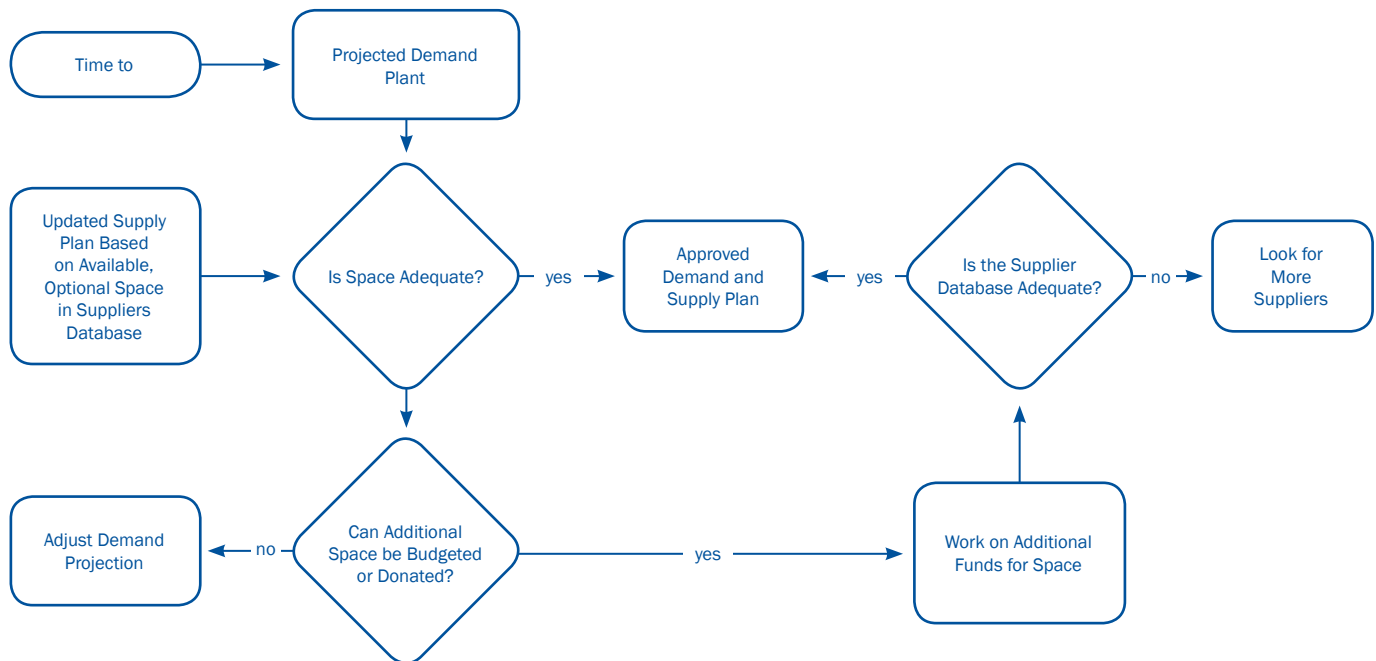 Time to
Projected Demand
Plant
Updated Supply
Plan Based
on Available,
Optional Space
in Suppliers
Database
Is Space Adequate?
yes
Approved
Demand and
Supply Plan
yes
Is the Supplier
Database Adequate?
no
Look for
More
Suppliers
Adjust Demand
Projection
no
Can Additional
Space be Budgeted
or Donated?
yes
Work on Additional
Funds for Space